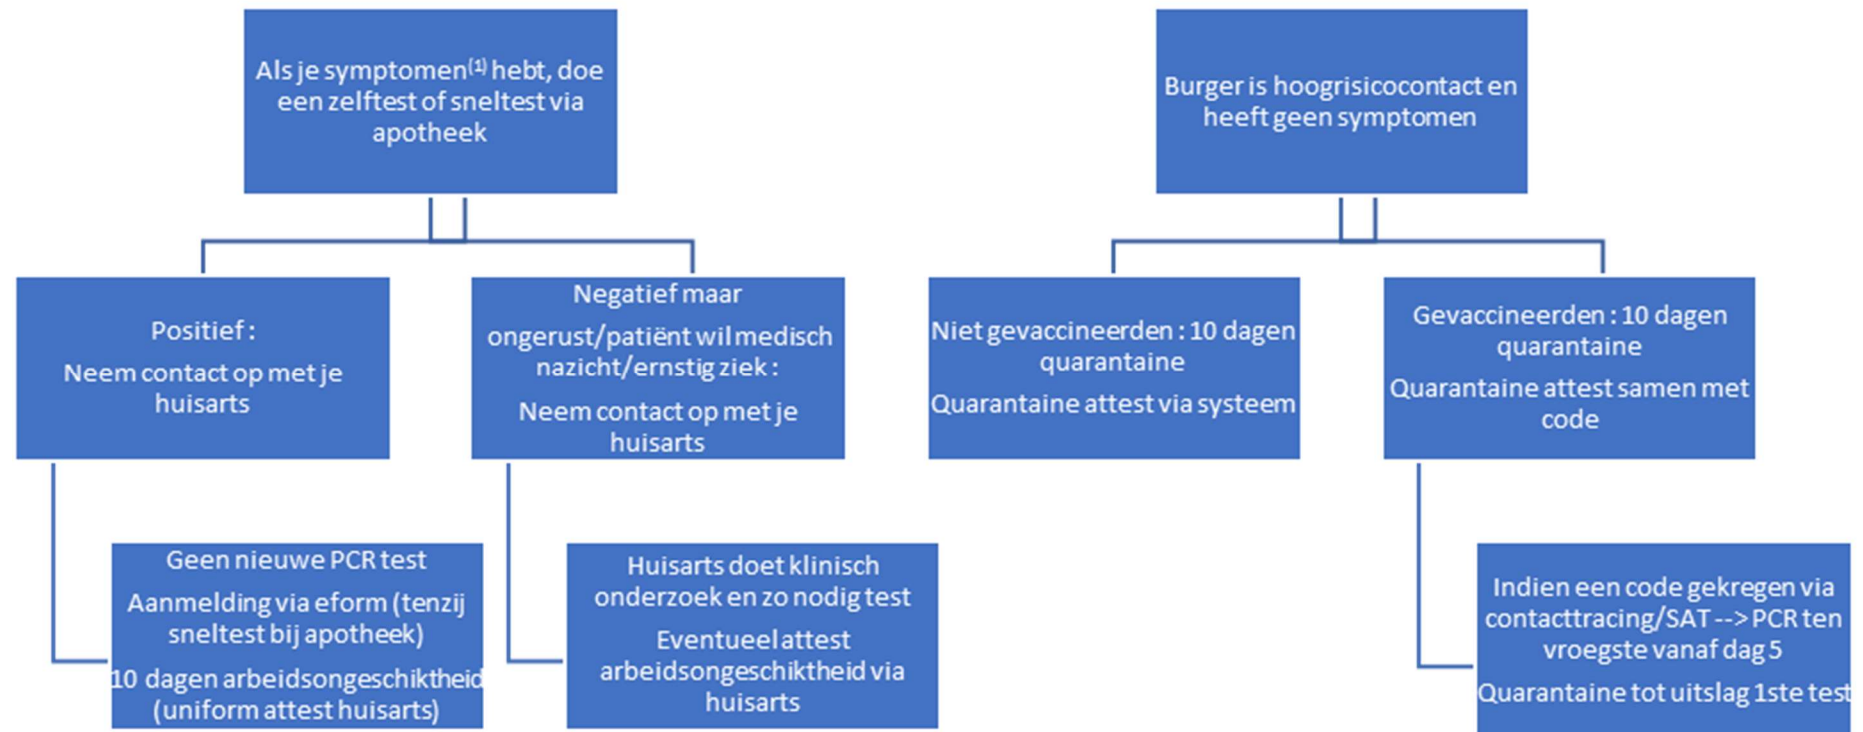 Als je symptomen(1) hebt, doe
een zelftest of sneltest via
apotheek
Burger is hoogrisicocontact en
heeft geen symptomen
Positief :
Neem contact op met je
huisarts
Negatief maar
ongerust/patiënt wil medisch
nazicht/ernstig ziek :
Neem contact op met je
huisarts
Niet gevaccineerden : 10 dagen
quarantaine
Quarantaine attest via systeem
Gevaccineerden : 10 dagen
quarantaine
Quarantaine attest samen met
code
Geen nieuwe PCR test
Aanmelding via eform (tenzij
sneltest bij apotheek)
10 dagen arbeidsongeschiktheid
(uniform attest huisarts)
Huisarts doet klinisch
onderzoek en zo nodig test
Eventueel attest
arbeidsongeschiktheid via
huisarts
Indien een code gekregen via
contacttracing/SAT --> PCR ten
vroegste vanaf dag 5
Quarantaine tot uitslag 1ste test